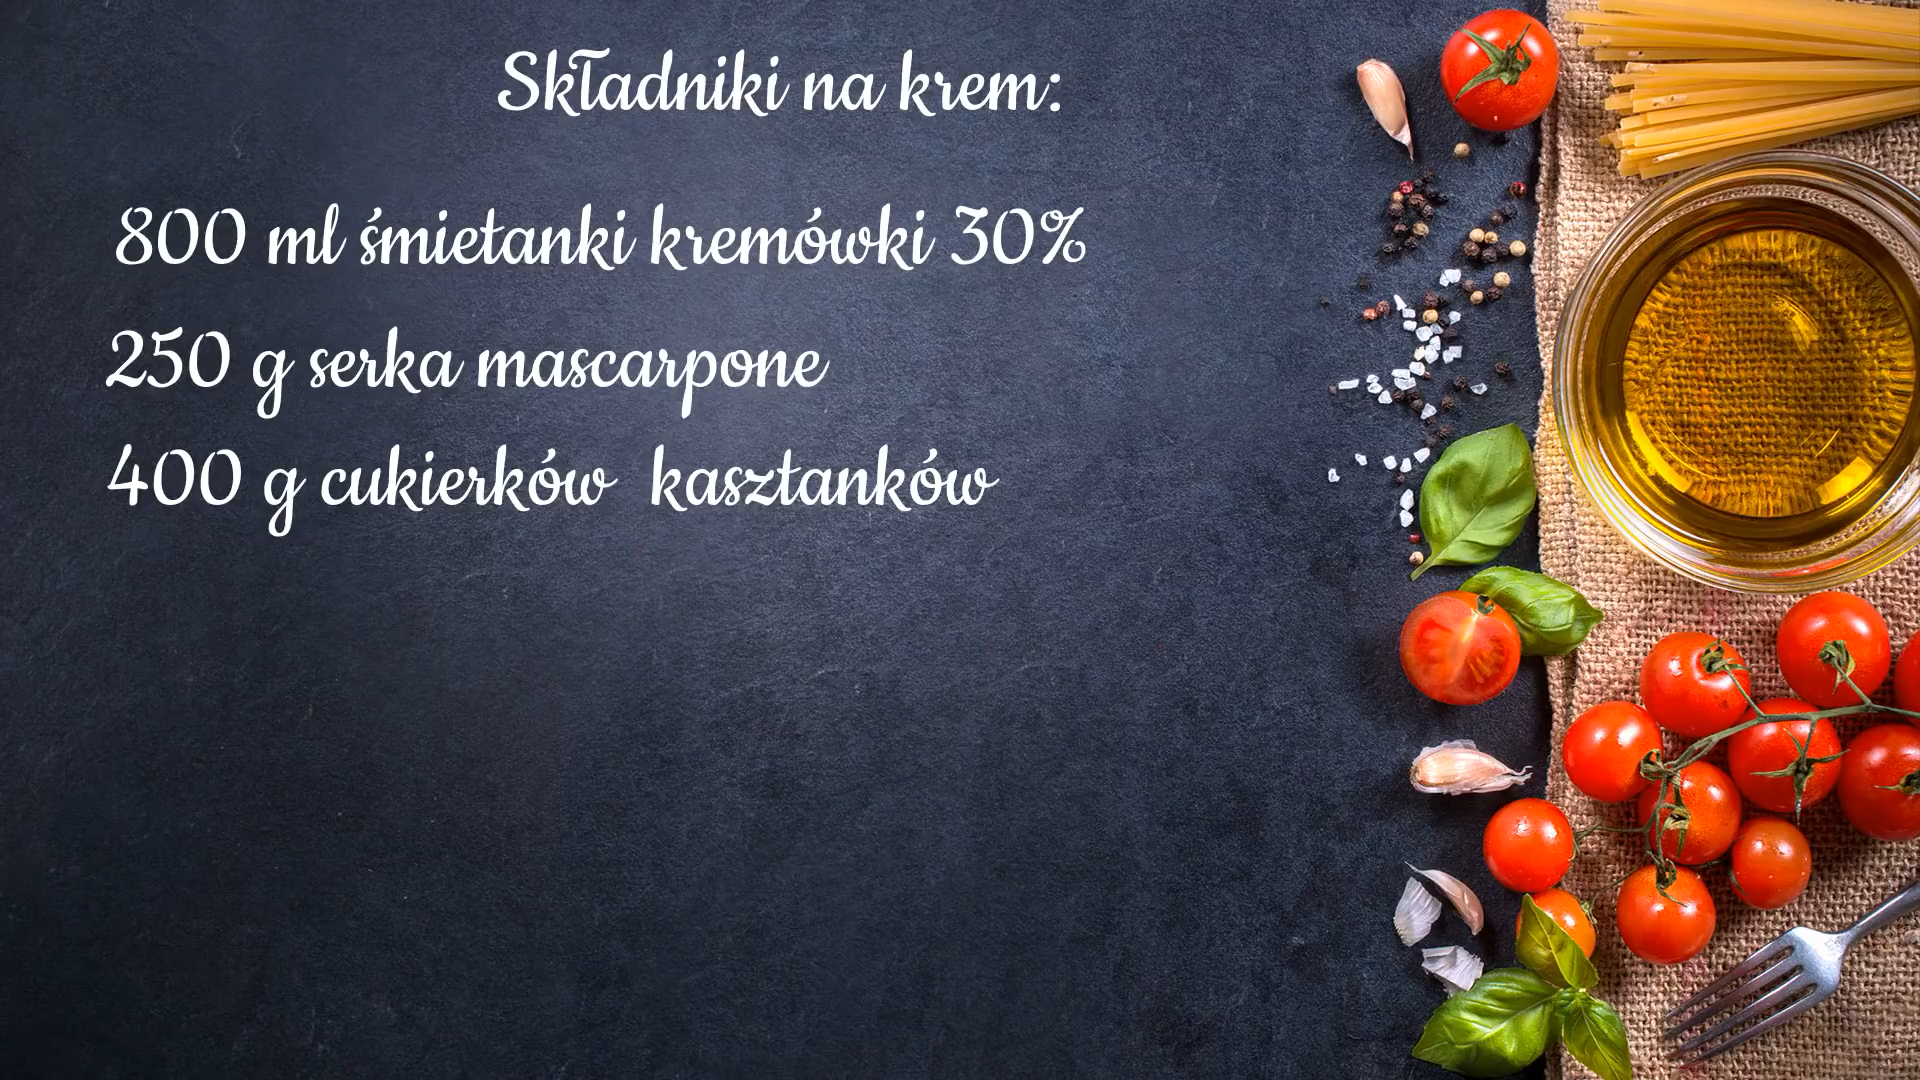 Składniki na krem:
800 ml śmietanki kremówki 30%
250 g serka mascarpone
400 g cukierków kasztanków